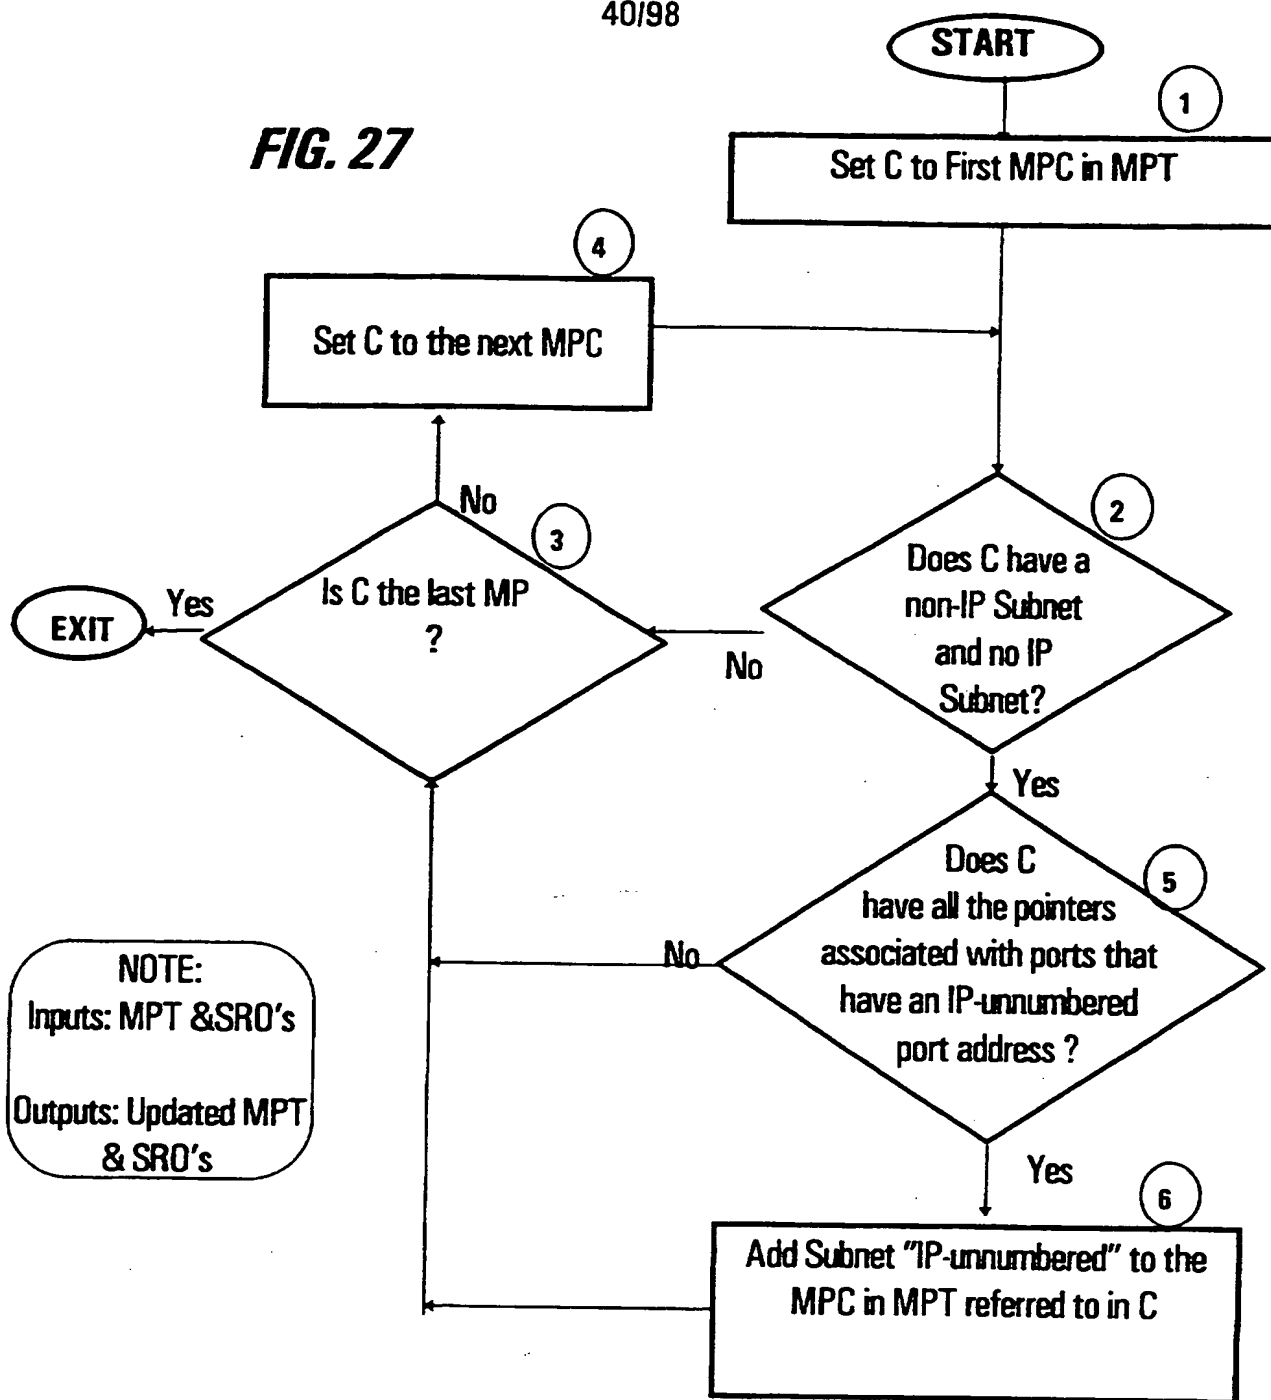 40/98
FIG. 27
START
1
Set C to First MPC in MPT
4
Set C to the next MPC
No
3
Is C the last MP
?
Yes
EXIT
2
Does C have a
non-IP Subnet
and no IP
Subnet?
No
Yes
5
Does C
have all the pointers
associated with ports that
have an IP-unnumbered
port address ?
No
Yes
6
Add Subnet "IP-unnumbered" to the
MPC in MPT referred to in C
NOTE:
Inputs: MPT &SRO's
Outputs: Updated MPT
& SRO's